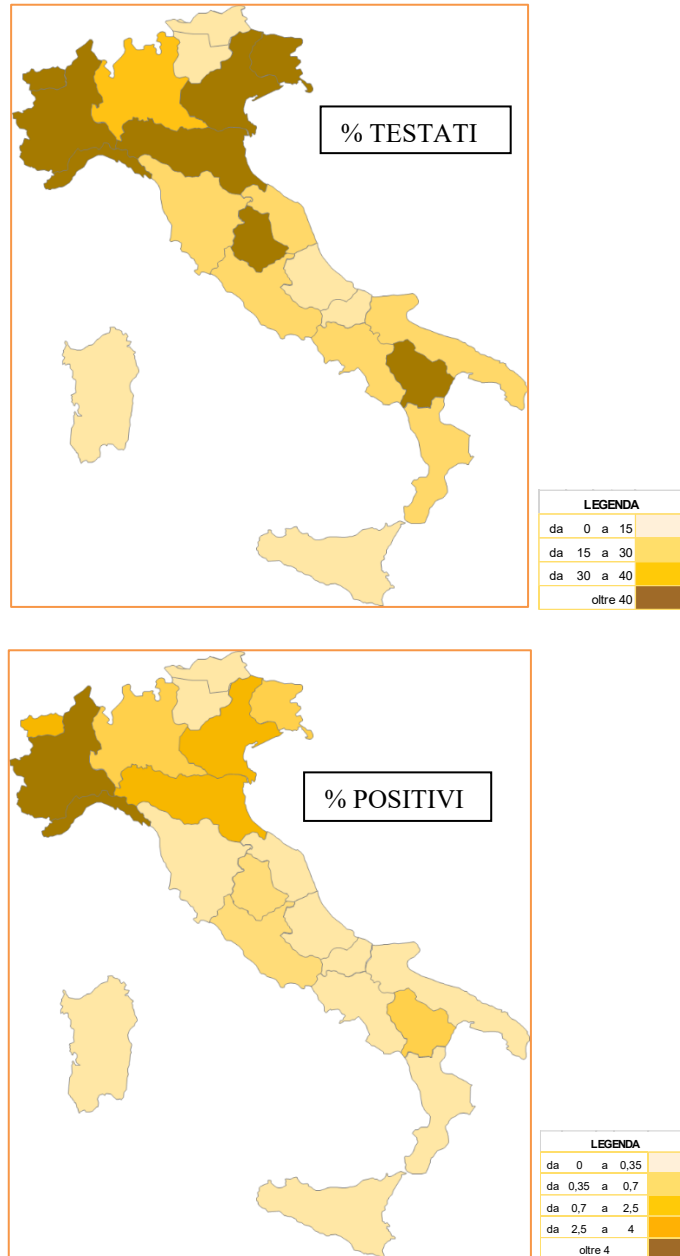 % TESTATI
LEGENDA
da 0 a 15
da 15 a 30
da 30 a 40
oltre 40
% POSITIVI
LEGENDA
da 0 a 0,35
da 0,35 a 0,7
da 0,7 a 2,5
da 2,5 a 4
oltre 4